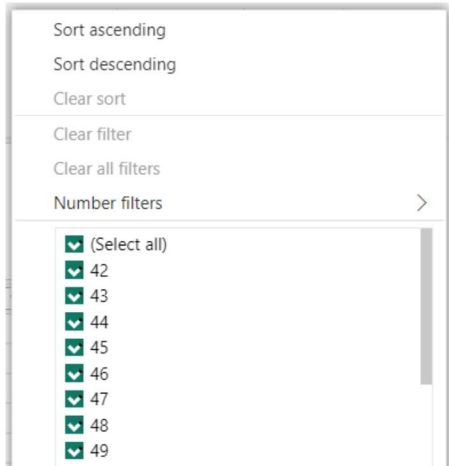 Sort ascending
Sort descending
Clear sort
Clear filter
Clear all filters
Number filters
(Select all)
42
43
44
45
46
47
48
49